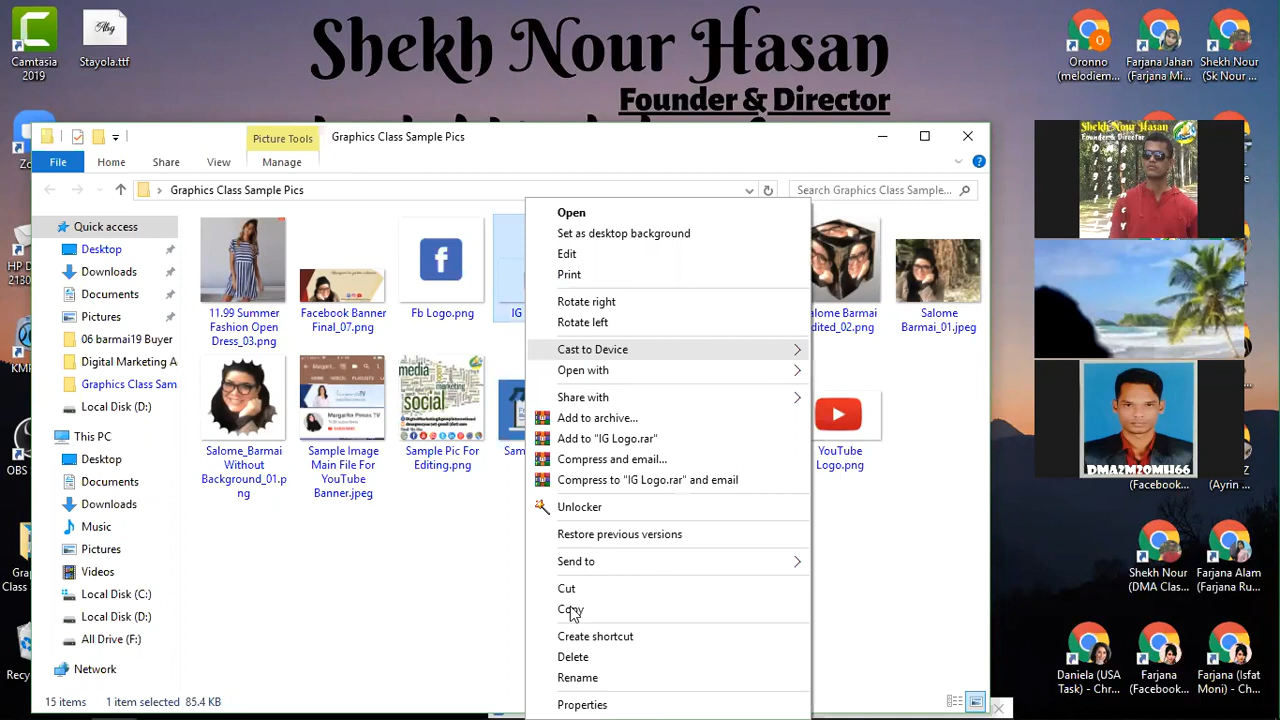 Shekh Nour Hasan
Founder & Director
Camtasia
2019
Stayola.ttf
Oronno
(melodiem...
Farjana Jahan
(Farjana Mi...
Shekh Nour
(Sk Nour ...
Picture Tools
Graphics Class Sample Pics
File
Home
Share
View
Manage
Graphics Class Sample Pics
Search Graphics Class Sample...
Quick access
Desktop
Downloads
Documents
Pictures
06 barmai19 Buyer
Digital Marketing A
Graphics Class Sam
Local Disk (D:)
This PC
Desktop
Documents
Downloads
Music
Pictures
Videos
Local Disk (C:)
Local Disk (D:)
All Drive (F:)
Network
11.99 Summer
Fashion Open
Dress_03.png
Facebook Banner
Final_07.png
Fb Logo.png
IG
Salome
Barmai_01.jpeg
Salome_Barmai
Without
Background_01.p
ng
Sample Image
Main File For
YouTube
Banner.jpeg
Sample Pic For
Editing.png
YouTube
Logo.png
Open
Set as desktop background
Edit
Print
Rotate right
Rotate left
Cast to Device
Open with
Share with
Add to archive...
Add to "IG Logo.rar"
Compress and email...
Compress to "IG Logo.rar" and email
Unlocker
Restore previous versions
Send to
Cut
Copy
Create shortcut
Delete
Rename
Properties
15 items
1 item selected 85.4 KB
Shekh Nour Hasan
Founder & Director
DMA2M20MH66
(Facebook...
(Ayrin ...
Shekh Nour
(DMA Clas...
Farjana Alam
(Farjana Ru...
Daniela (USA
Task) - Chr...
Farjana
(Facebook...
Farjana (Isfat
Moni) - Chr...